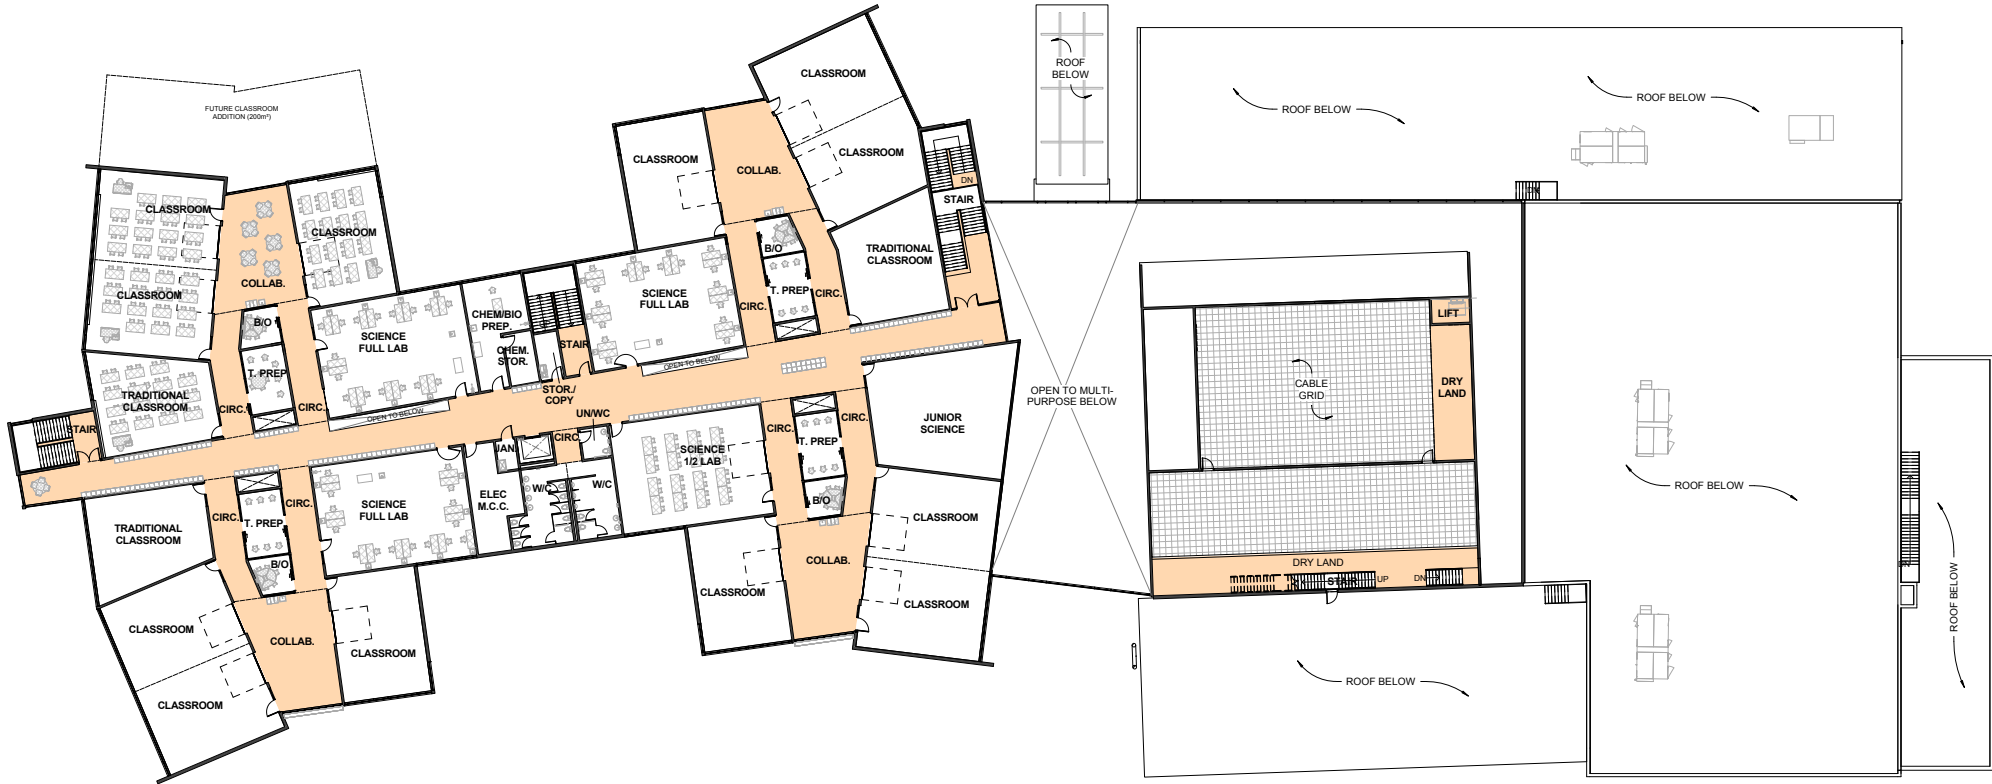 FUTURE CLASSROOM
ADDITION (200m²)
CLASSROOM
CLASSROOM
COLLAB.
CLASSROOM
B/O
T. PREP
CIRC.
CIRC.
TRADITIONAL
CLASSROOM
STAIR
SCIENCE
FULL LAB
OPEN TO BELOW
CHEM/BIO
PREP.
CHEM.
STOR.
STAIR
STOR./
COPY
SCIENCE
FULL LAB
OPEN TO BELOW
CLASSROOM
COLLAB.
CLASSROOM
CLASSROOM
B/O
T. PREP
CIRC.
CIRC.
TRADITIONAL
CLASSROOM
DN
STAIR
TRADITIONAL
CLASSROOM
CIRC.
T. PREP
CIRC.
B/O
COLLAB.
CLASSROOM
CLASSROOM
CLASSROOM
SCIENCE
FULL LAB
ELEC
M.C.C.
JAN.
CIRC.
UN/WC
W/C
W/C
SCIENCE
1/2 LAB
CIRC.
T. PREP
CIRC.
B/O
COLLAB.
CLASSROOM
CLASSROOM
CLASSROOM
JUNIOR
SCIENCE
OPEN TO MULTI-
PURPOSE BELOW
ROOF
BELOW
ROOF BELOW
ROOF BELOW
DN
LIFT
CABLE
GRID
DRY
LAND
DRY LAND
STAIR
UP
DN
ROOF BELOW
ROOF BELOW
DN
ROOF BELOW